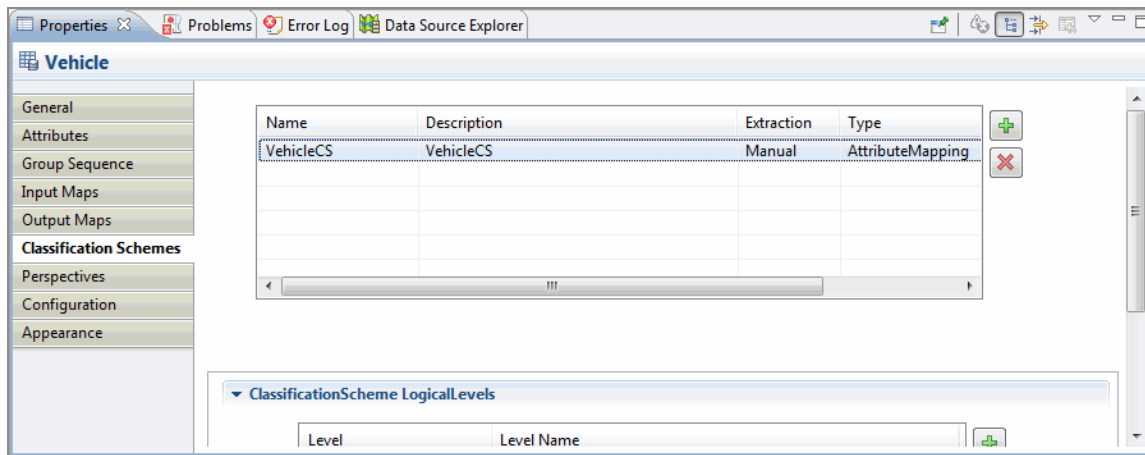 Properties Problems Error Log Data Source Explorer
Vehicle
General
Attributes
Group Sequence
Input Maps
Output Maps
Classification Schemes
Perspectives
Configuration
Appearance
Name Description Extraction Type
VehicleCS VehicleCS Manual AttributeMapping
ClassificationScheme LogicalLevels
Level Level Name